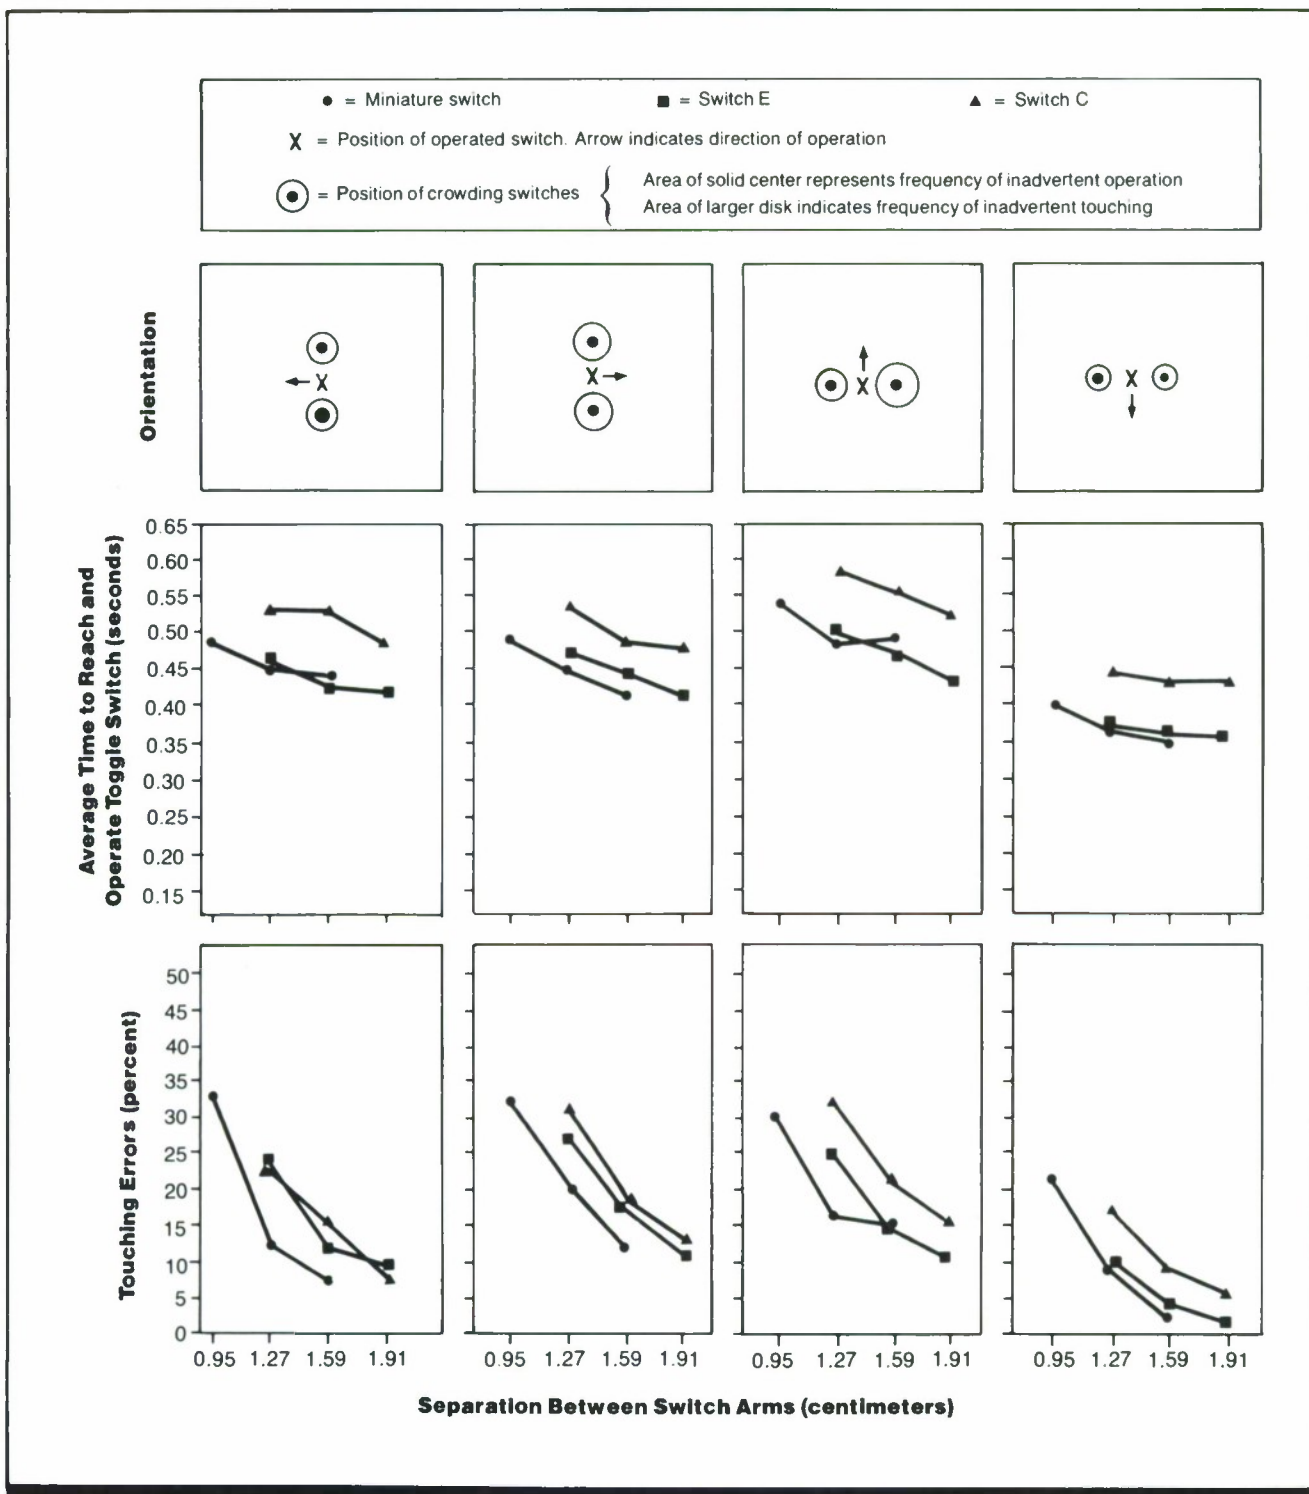 ● = Miniature switch ■ = Switch E ▲ = Switch C
X = Position of operated switch. Arrow indicates direction of operation
= Position of crowding switches { Area of solid center represents frequency of inadvertent operation
Area of larger disk indicates frequency of inadvertent touching
Orientation
X X X X
Average Time to Reach and
Operate Toggle Switch (seconds)
0.65
0.60
0.55
0.50
0.45
0.40
0.35
0.30
0.25
0.20
0.15
Touching Errors (percent)
50
45
40
35
30
25
20
15
10
5
0
0.95 1.27 1.59 1.91 0.95 1.27 1.59 1.91 0.95 1.27 1.59 1.91 0.95 1.27 1.59 1.91
Separation Between Switch Arms (centimeters)